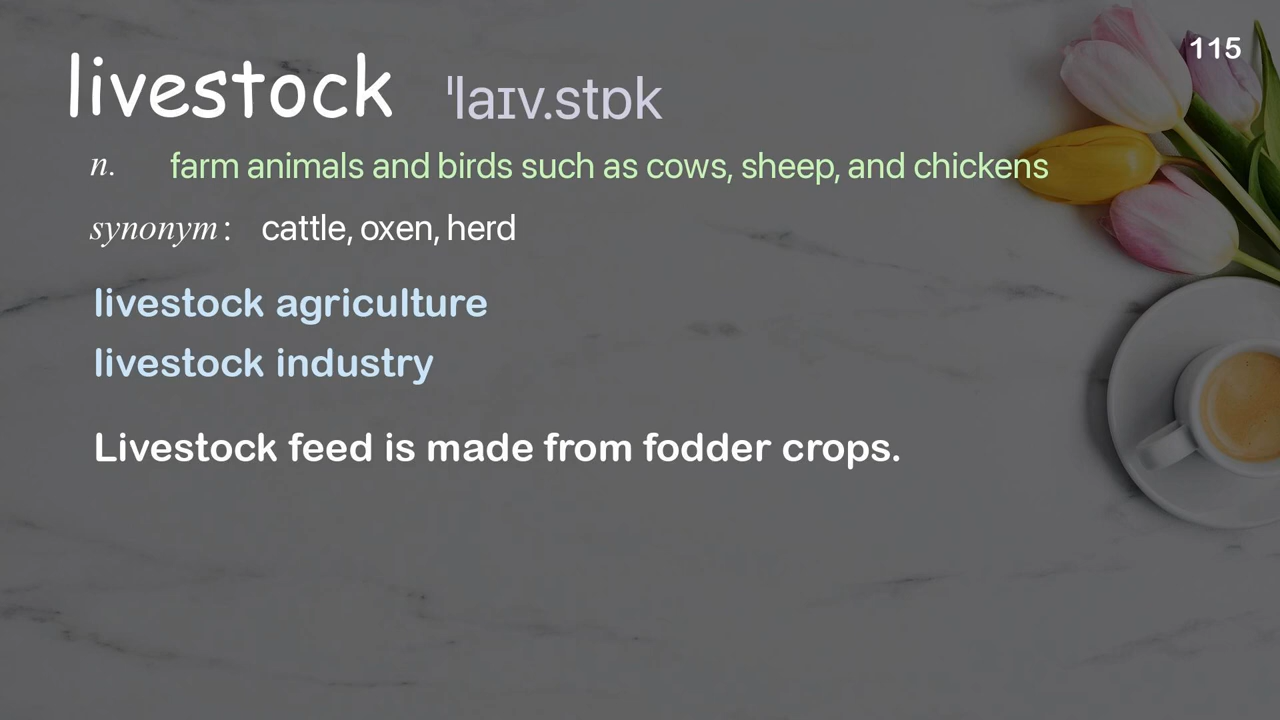 115
livestock ˈlaɪv.stɒk
n. farm animals and birds such as cows, sheep, and chickens
synonym: cattle, oxen, herd
livestock agriculture
livestock industry
Livestock feed is made from fodder crops.